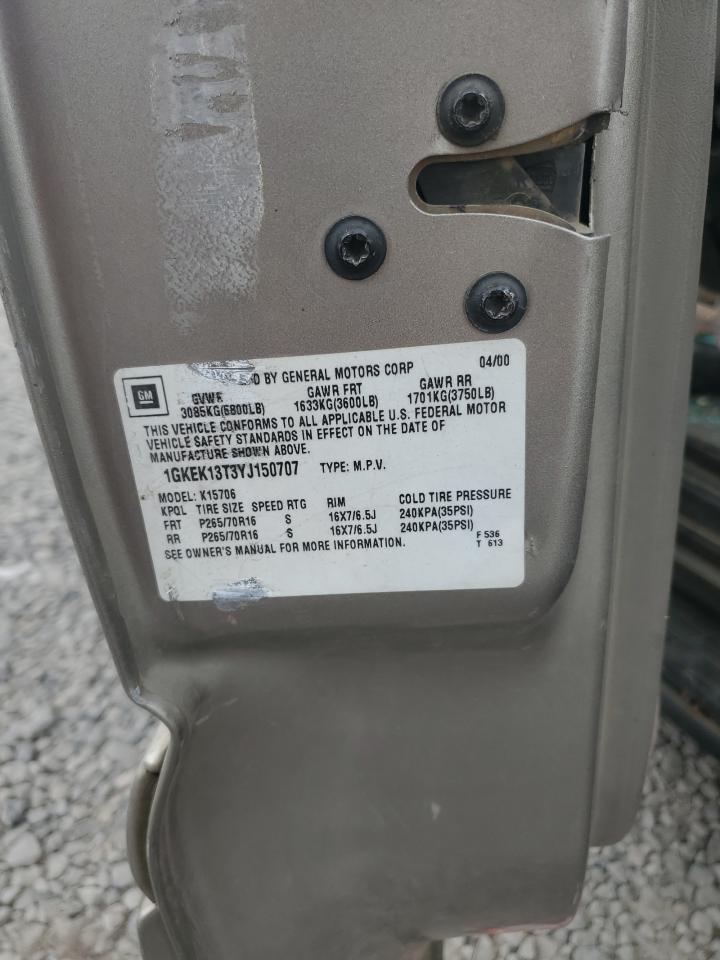 GM
D BY GENERAL MOTORS CORP 04/00
GVWR GAWR FRT GAWR RR
3085KG(6800LB) 1633KG(3600LB) 1701KG(3750LB)
THIS VEHICLE CONFORMS TO ALL APPLICABLE U.S. FEDERAL MOTOR
VEHICLE SAFETY STANDARDS IN EFFECT ON THE DATE OF
MANUFACTURE SHOWN ABOVE.
1GKEK13T3YJ150707 TYPE: M.P.V.
MODEL: K15706
KPQL TIRE SIZE SPEED RTG RIM COLD TIRE PRESSURE
FRT P265/70R16 S 16X7/6.5J 240KPA(35PSI)
RR P265/70R16 S 16X7/6.5J 240KPA(35PSI)
SEE OWNER'S MANUAL FOR MORE INFORMATION. F 536
T 613